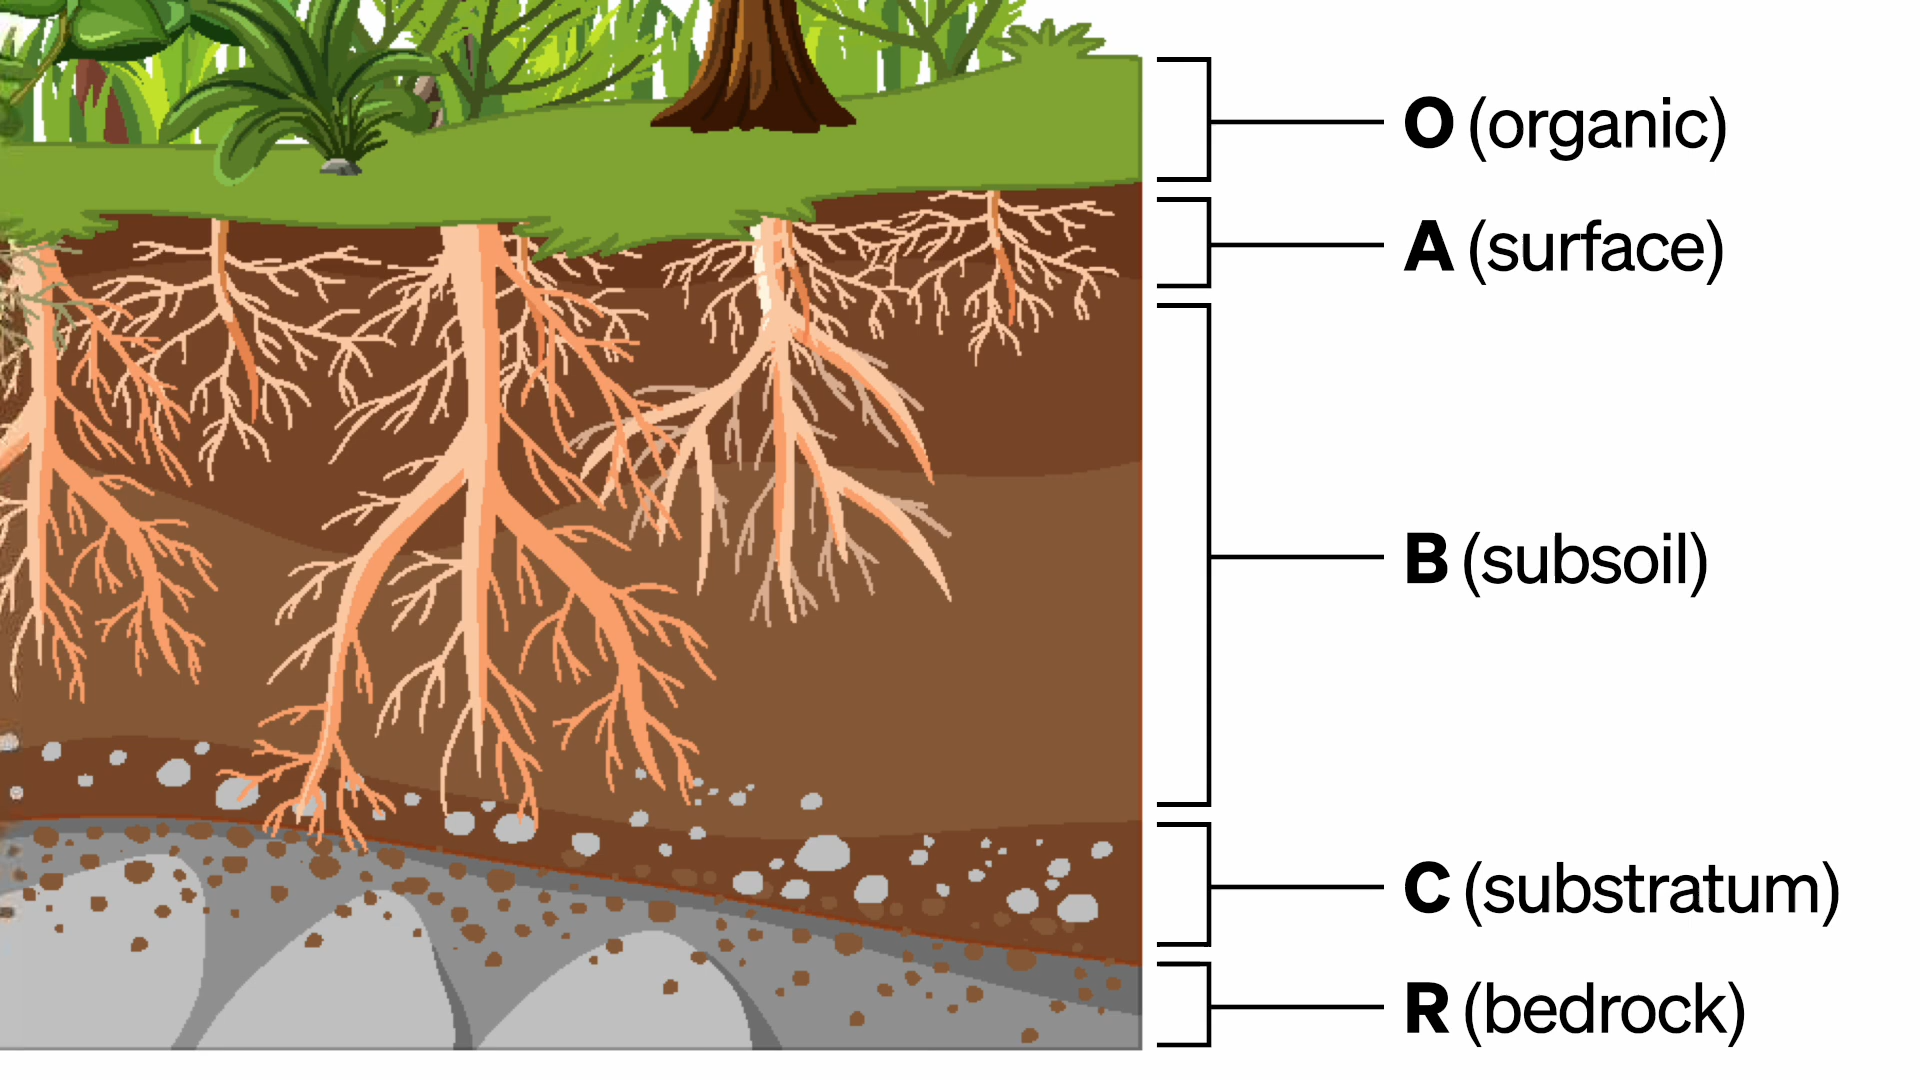 O (organic)
A (surface)
B (subsoil)
C (substratum)
R (bedrock)